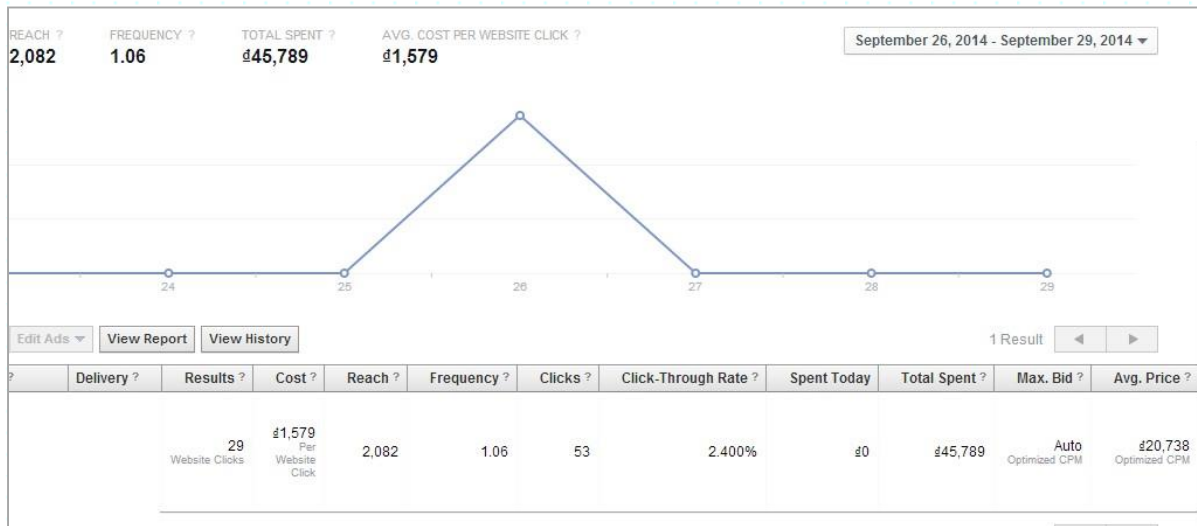 REACH ? FREQUENCY ? TOTAL SPENT ? AVG. COST PER WEBSITE CLICK ?
2,082 1.06 ₫45,789 ₫1,579
September 26, 2014 - September 29, 2014
24 25 26 27 28 29
Edit Ads View Report View History 1 Result
? Delivery ? Results ? Cost ? Reach ? Frequency ? Clicks ? Click-Through Rate ? Spent Today Total Spent ? Max. Bid ? Avg. Price ?
29 ₫1,579 2,082 1.06 53 2.400% ₫0 ₫45,789 Auto ₫20,738
Website Clicks Per Website Click Optimized CPM Optimized CPM